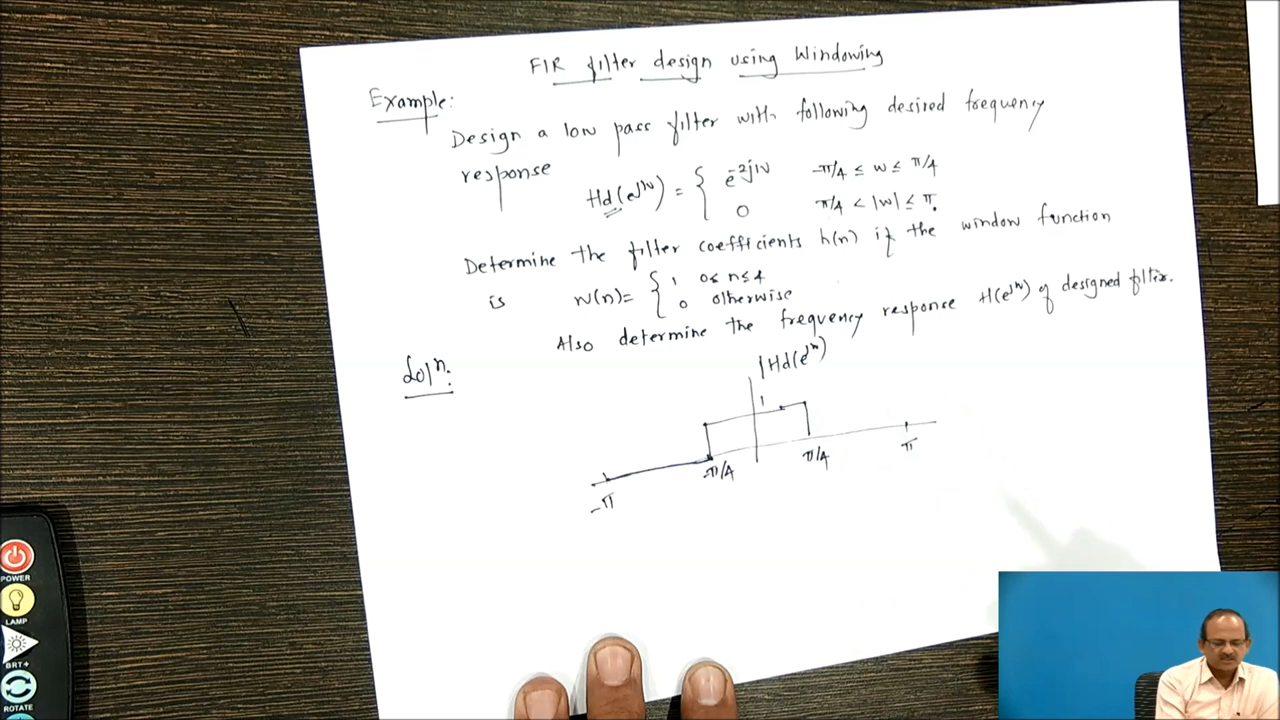 FIR filter design using Windowing
Example:
Design a low pass filter with following desired frequency
response
Hd(e^jw) = { e^-2jw   -π/4 ≤ w ≤ π/4
0   π/4 < |w| ≤ π.
Determine the filter coefficients h(n) if the window function
is w(n) = { 1   0 ≤ n ≤ 4
0   otherwise
Also determine the frequency response H(e^jw) of designed filter.
Sol^n:
|Hd(e^jw)
1
-π   -π/4   π/4   π
POWER
LAMP
BRT+
ROTATE